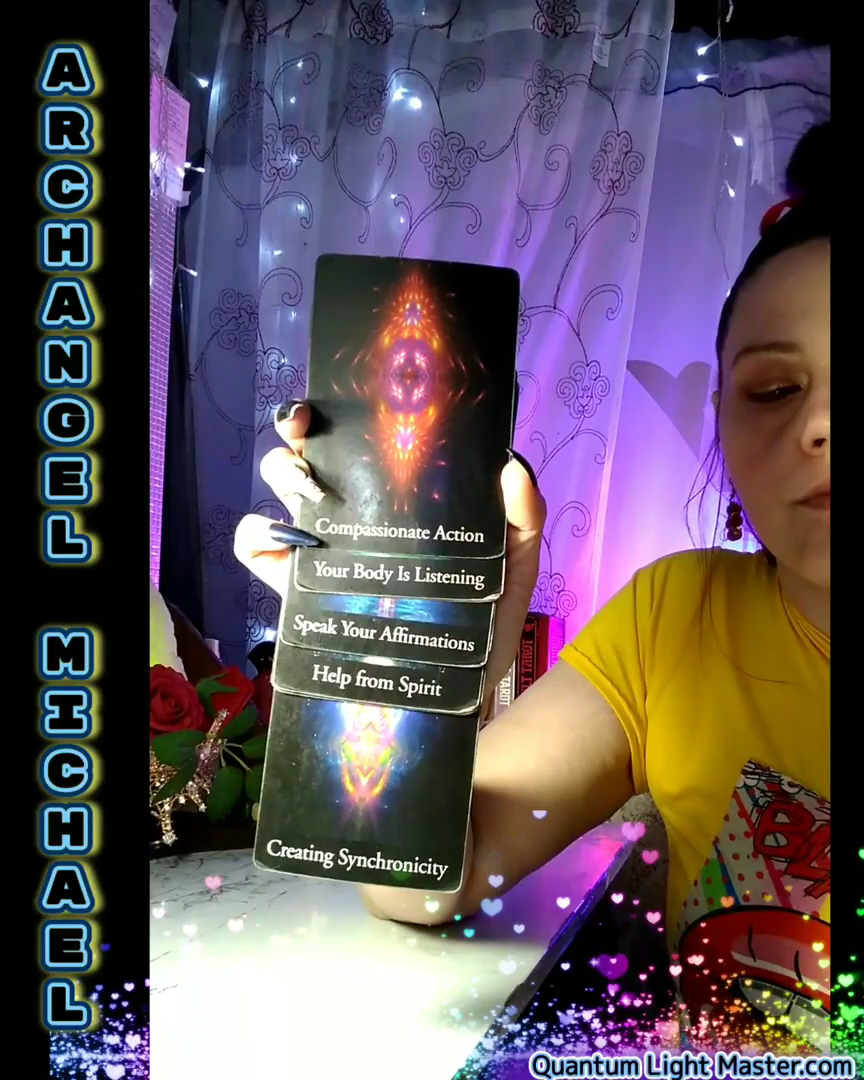 ARCHANGEL MICHAEL
Compassionate Action
Your Body Is Listening
Speak Your Affirmations
Help from Spirit
Creating Synchronicity
TAROT
Quantum Light Master.com